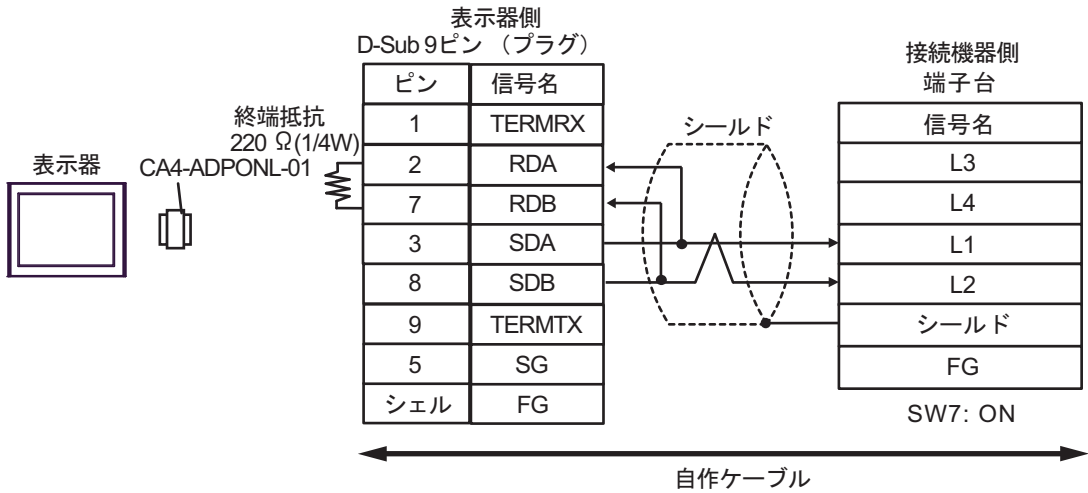 表示器側
D-Sub 9ピン （プラグ）
接続機器側
端子台
ピン 信号名
信号名
終端抵抗
220 Ω(1/4W)
表示器
CA4-ADPONL-01
シールド
1 TERMRX
2 RDA
7 RDB
3 SDA
8 SDB
9 TERMTX
5 SG
シェル FG
L3
L4
L1
L2
シールド
FG
SW7: ON
自作ケーブル